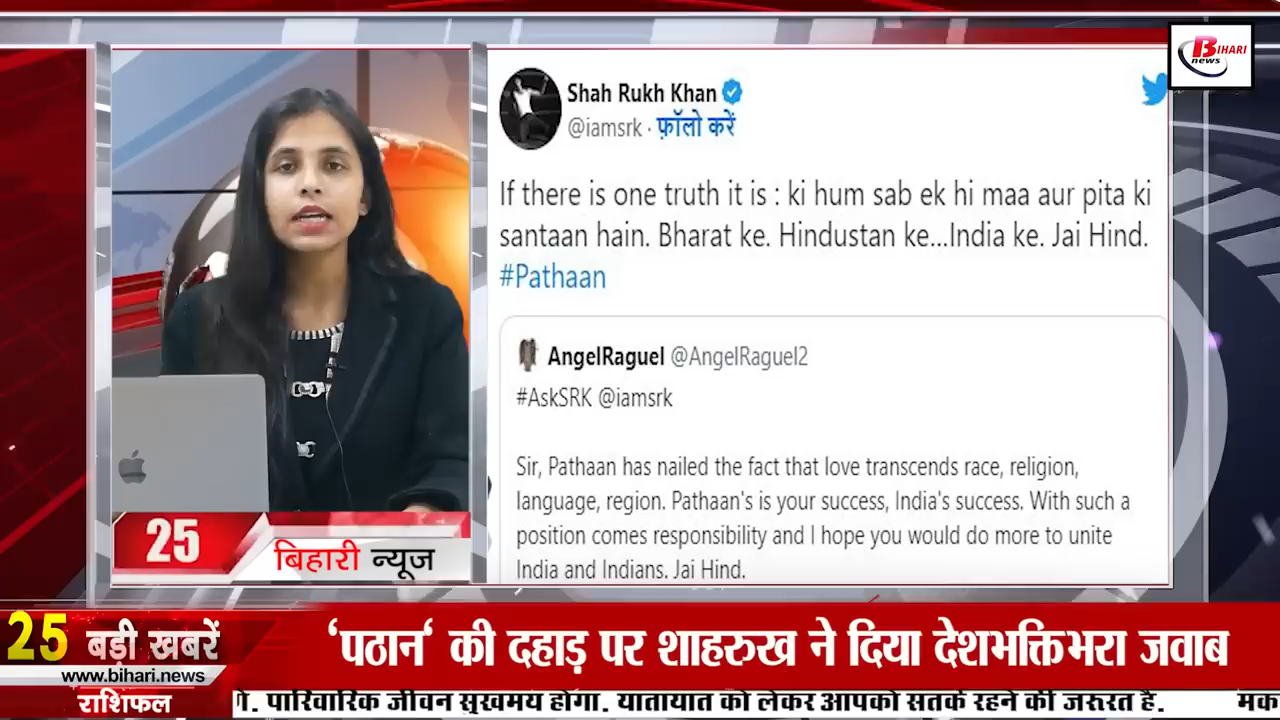 BIHARI
news
Shah Rukh Khan
@iamsrk · फ़ॉलो करें
If there is one truth it is : ki hum sab ek hi maa aur pita ki
santaan hain. Bharat ke. Hindustan ke...India ke. Jai Hind.
#Pathaan
AngelRaguel @AngelRaguel2
#AskSRK @iamsrk
Sir, Pathaan has nailed the fact that love transcends race, religion,
language, region. Pathaan's is your success, India's success. With such a
position comes responsibility and I hope you would do more to unite
India and Indians. Jai Hind.
25
बिहारी न्यूज
25 बड़ी खबरें
www.bihari.news
‘पठान‘ की दहाड़ पर शाहरुख ने दिया देशभक्तिभरा जवाब
राशिफल
गे. पारिवारिक जीवन सुखमय होगा. यातायात को लेकर आपको सतर्क रहने की जरूरत है. मक